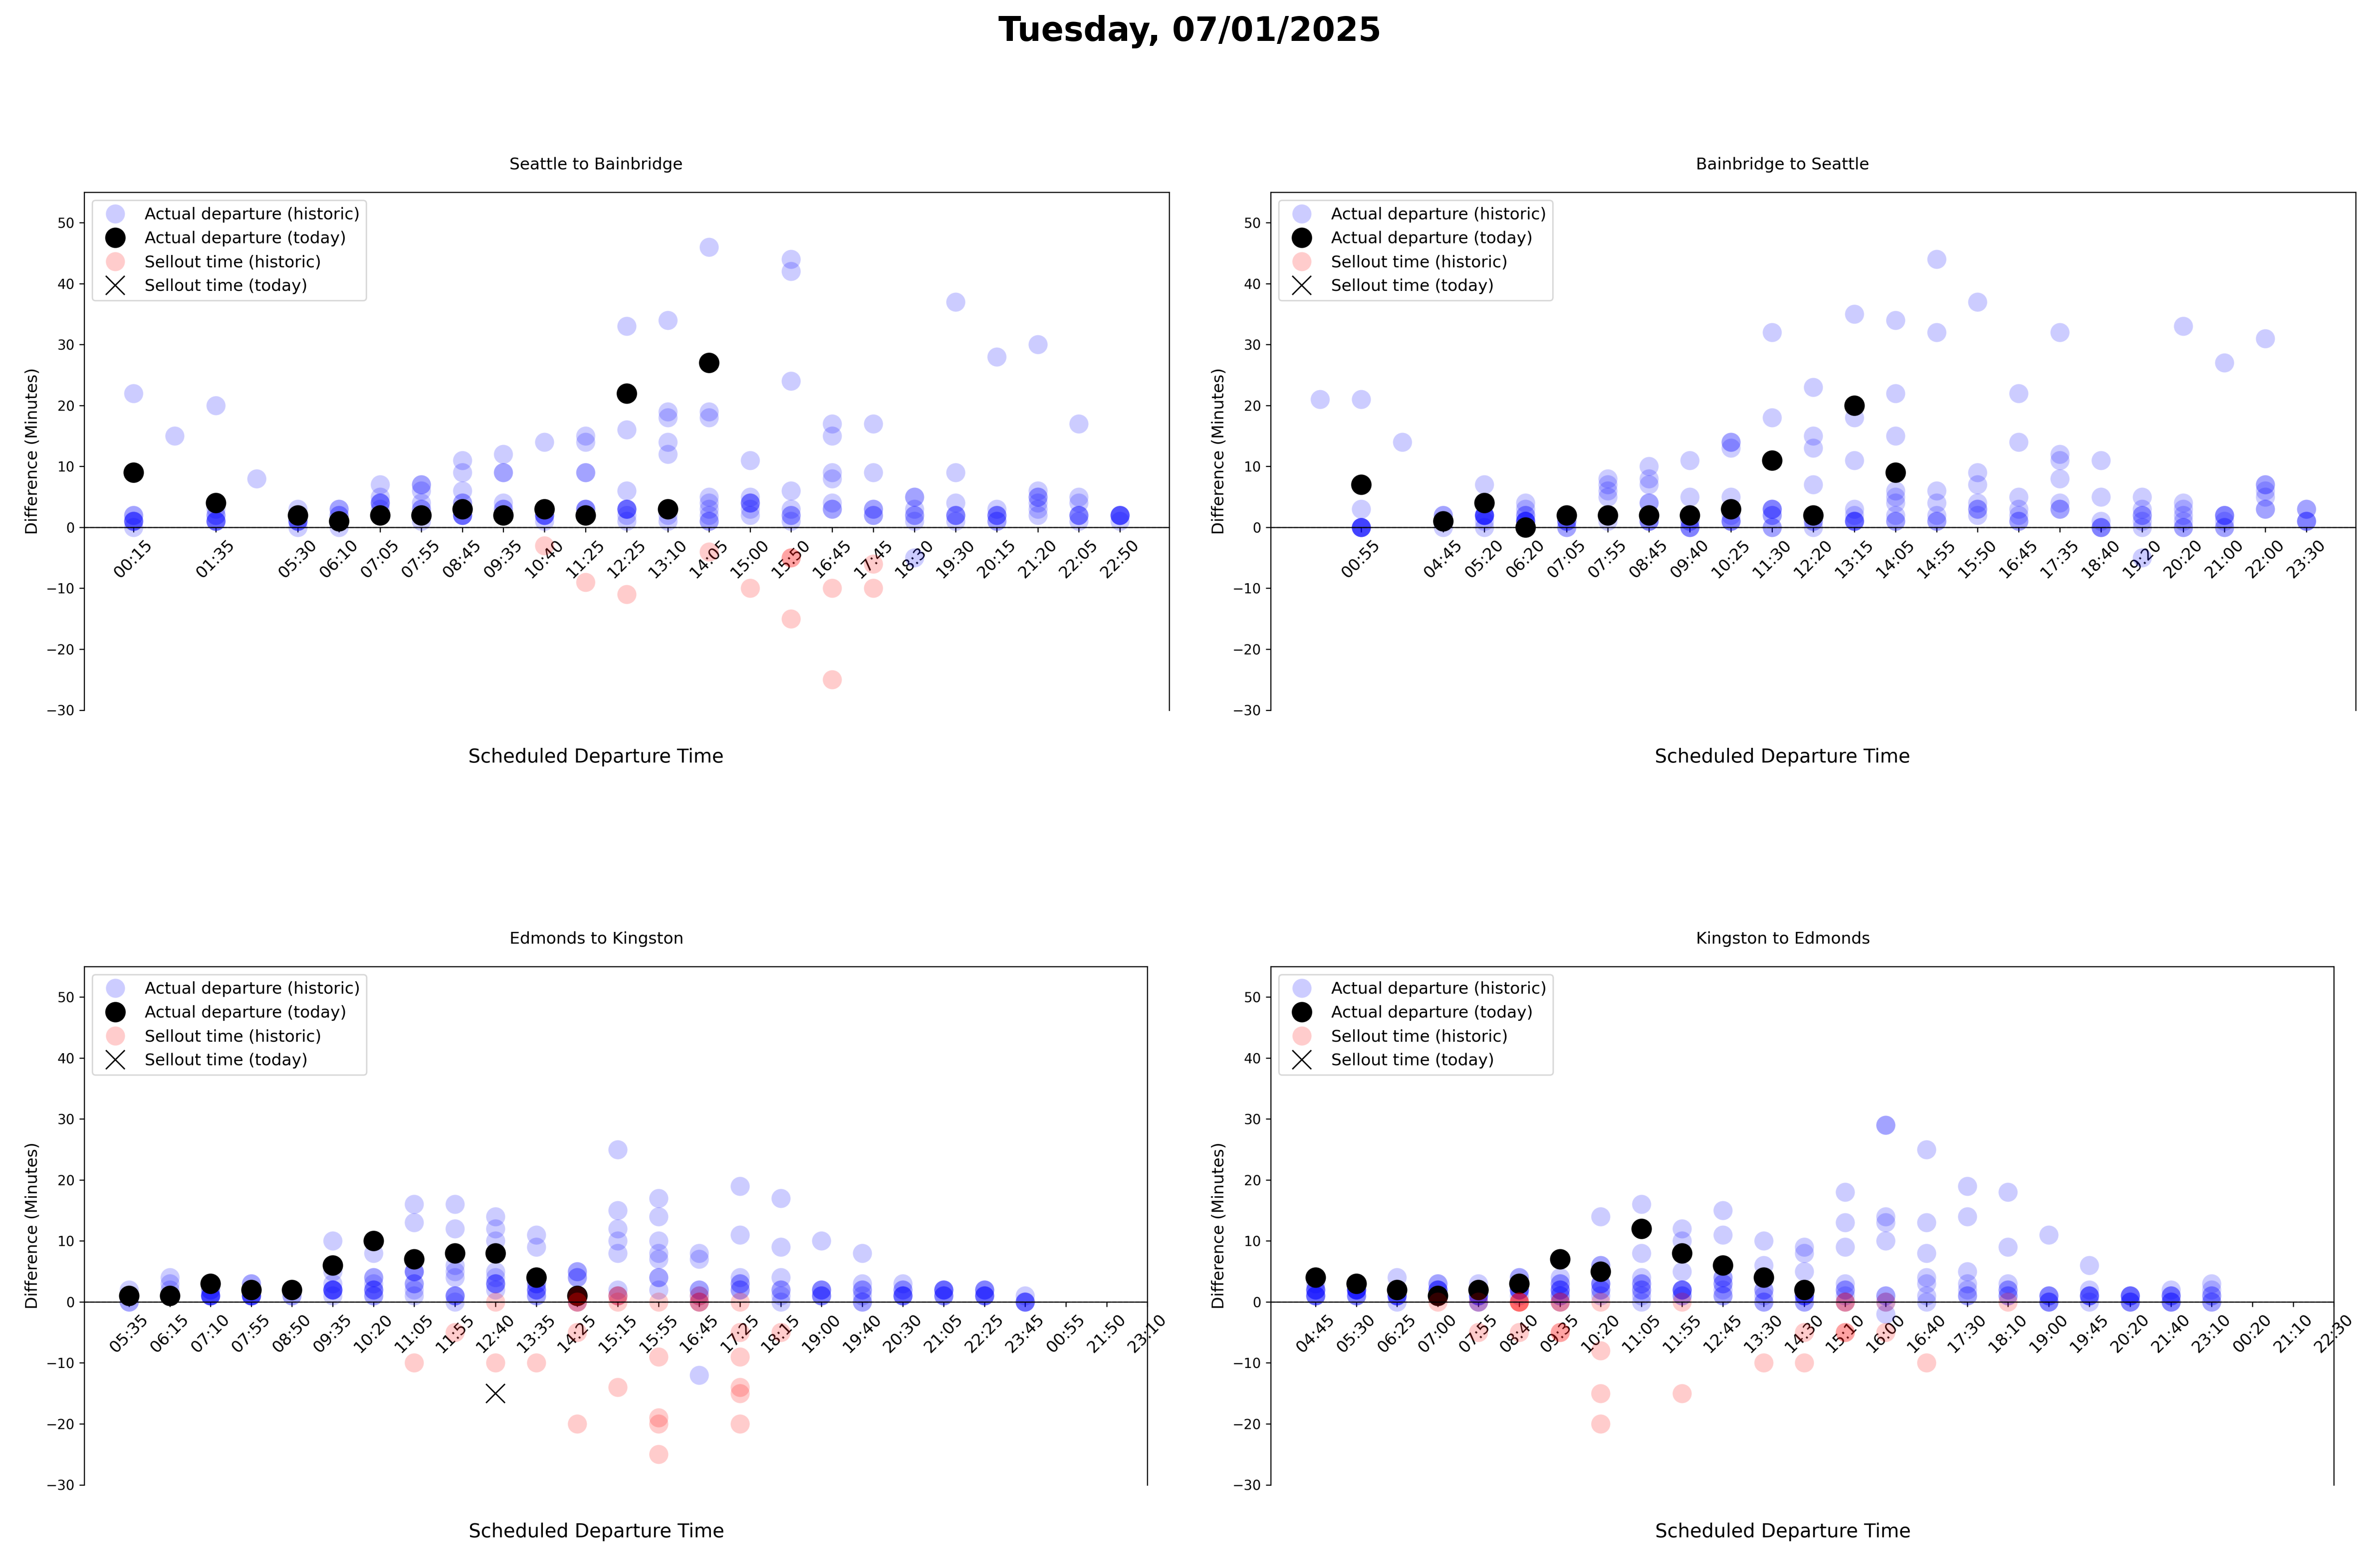 Tuesday, 07/01/2025
Seattle to Bainbridge
Actual departure (historic)
Actual departure (today)
Sellout time (historic)
Sellout time (today)
Difference (Minutes)
50
40
30
20
10
0
−10
−20
−30
00:15 01:35 05:30 06:10 07:05 07:55 08:45 09:35 10:40 11:25 12:25 13:10 14:05 15:00 15:50 16:45 17:45 18:30 19:30 20:15 21:20 22:05 22:50
Scheduled Departure Time
Bainbridge to Seattle
Actual departure (historic)
Actual departure (today)
Sellout time (historic)
Sellout time (today)
Difference (Minutes)
50
40
30
20
10
0
−10
−20
−30
00:55 04:45 05:20 06:20 07:05 07:55 08:45 09:40 10:25 11:30 12:20 13:15 14:05 14:55 15:50 16:45 17:35 18:40 19:20 20:20 21:00 22:00 23:30
Scheduled Departure Time
Edmonds to Kingston
Actual departure (historic)
Actual departure (today)
Sellout time (historic)
Sellout time (today)
Difference (Minutes)
50
40
30
20
10
0
−10
−20
−30
05:35 06:15 07:10 07:55 08:50 09:35 10:20 11:05 11:55 12:40 13:35 14:25 15:15 15:55 16:45 17:25 18:15 19:00 19:40 20:30 21:05 22:25 23:45 00:55 21:50 23:10
Scheduled Departure Time
Kingston to Edmonds
Actual departure (historic)
Actual departure (today)
Sellout time (historic)
Sellout time (today)
Difference (Minutes)
50
40
30
20
10
0
−10
−20
−30
04:45 05:30 06:25 07:00 07:55 08:40 09:35 10:20 11:05 11:55 12:45 13:30 14:30 15:10 16:00 16:40 17:30 18:10 19:00 19:45 20:20 21:40 23:10 00:20 21:10 22:30
Scheduled Departure Time